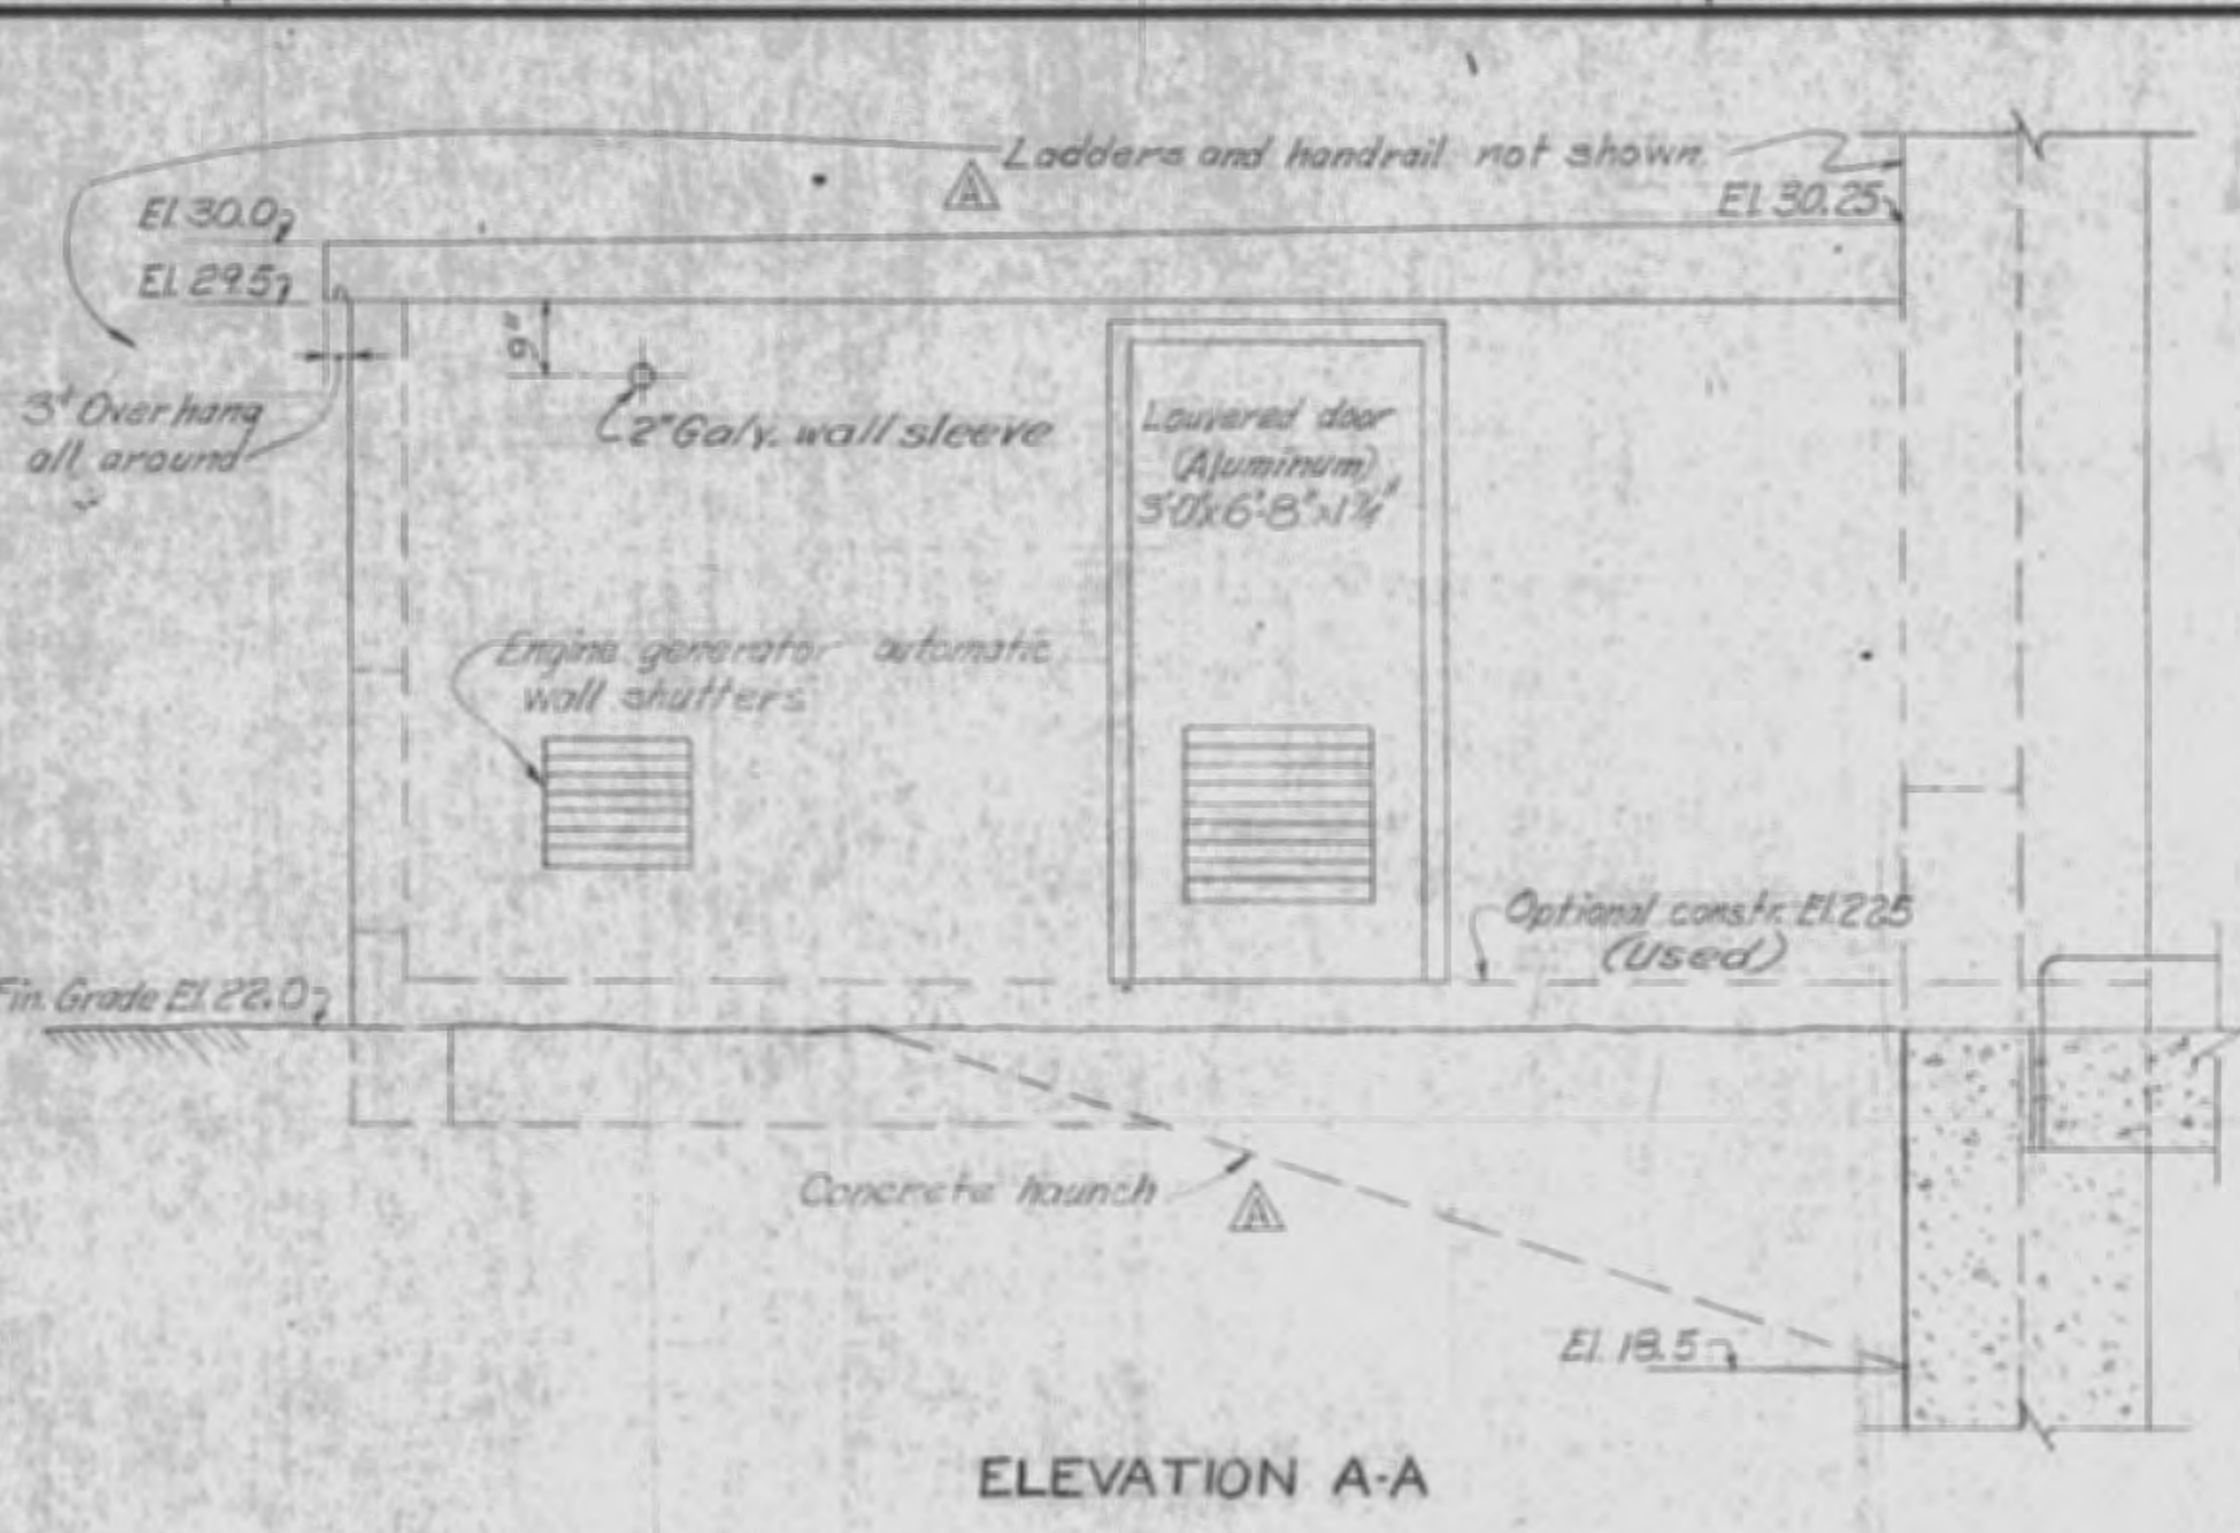 Ladders and handrail not shown
A
El. 30.25
El. 30.0
El. 29.5
9"
3" Overhang
all around
2" Galv. wall sleeve
Louvered door
(Aluminum)
3'-0"x6'-8"x1¾"
Engine generator automatic
wall shutters
Optional constr. El. 22.5
(Used)
Fin. Grade El. 22.0
Concrete haunch
A
El. 18.5
ELEVATION A-A